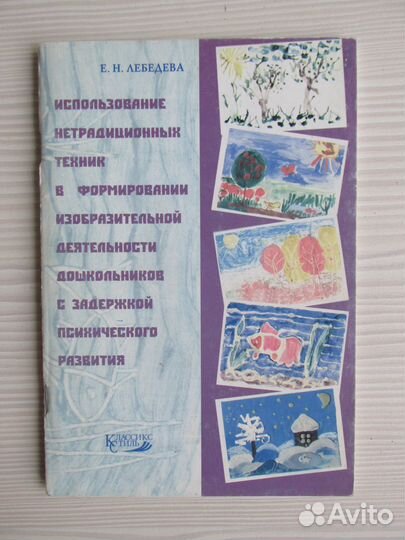 Е. Н. ЛЕБЕДЕВА
ИСПОЛЬЗОВАНИЕ
НЕТРАДИЦИОННЫХ
ТЕХНИК
В ФОРМИРОВАНИИ
ИЗОБРАЗИТЕЛЬНОЙ
ДЕЯТЕЛЬНОСТИ
ДОШКОЛЬНИКОВ
С ЗАДЕРЖКОЙ
ПСИХИЧЕСКОГО
РАЗВИТИЯ
КЛАССИКС
СТИЛЬ
Avito